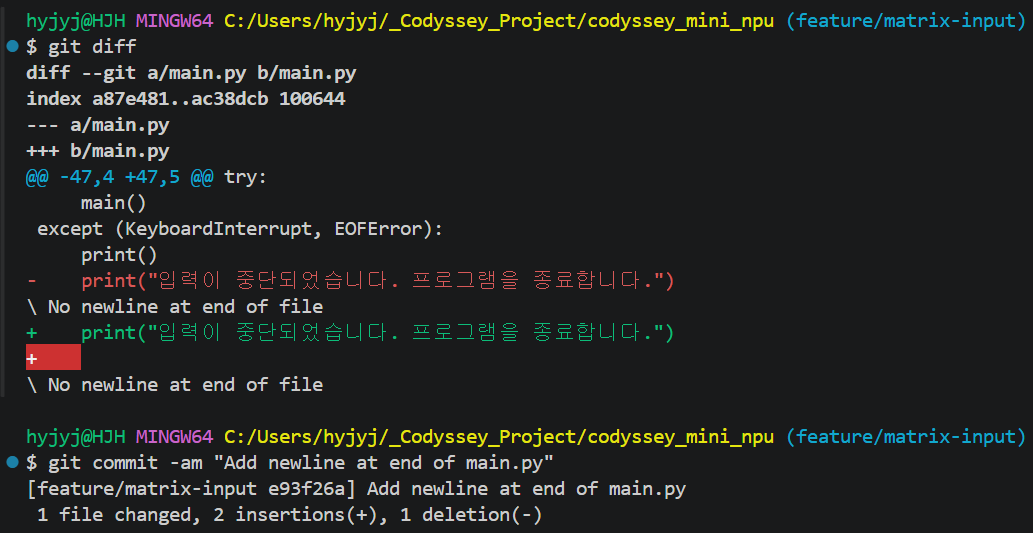 hyjyj@HJH MINGW64 C:/Users/hyjyj/_Codyssey_Project/codyssey_mini_npu (feature/matrix-input)
$ git diff
diff --git a/main.py b/main.py
index a87e481..ac38dcb 100644
--- a/main.py
+++ b/main.py
@@ -47,4 +47,5 @@ try:
     main()
 except (KeyboardInterrupt, EOFError):
     print()
-    print("입력이 중단되었습니다. 프로그램을 종료합니다.")
\ No newline at end of file
+    print("입력이 중단되었습니다. 프로그램을 종료합니다.")
+
\ No newline at end of file
hyjyj@HJH MINGW64 C:/Users/hyjyj/_Codyssey_Project/codyssey_mini_npu (feature/matrix-input)
$ git commit -am "Add newline at end of main.py"
[feature/matrix-input e93f26a] Add newline at end of main.py
 1 file changed, 2 insertions(+), 1 deletion(-)